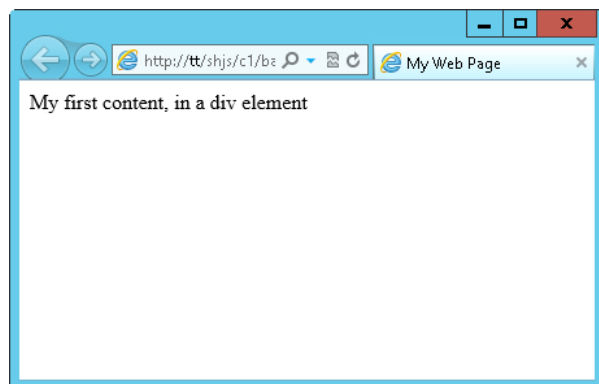 http://tt/shjs/c1/ba
My Web Page
My first content, in a div element